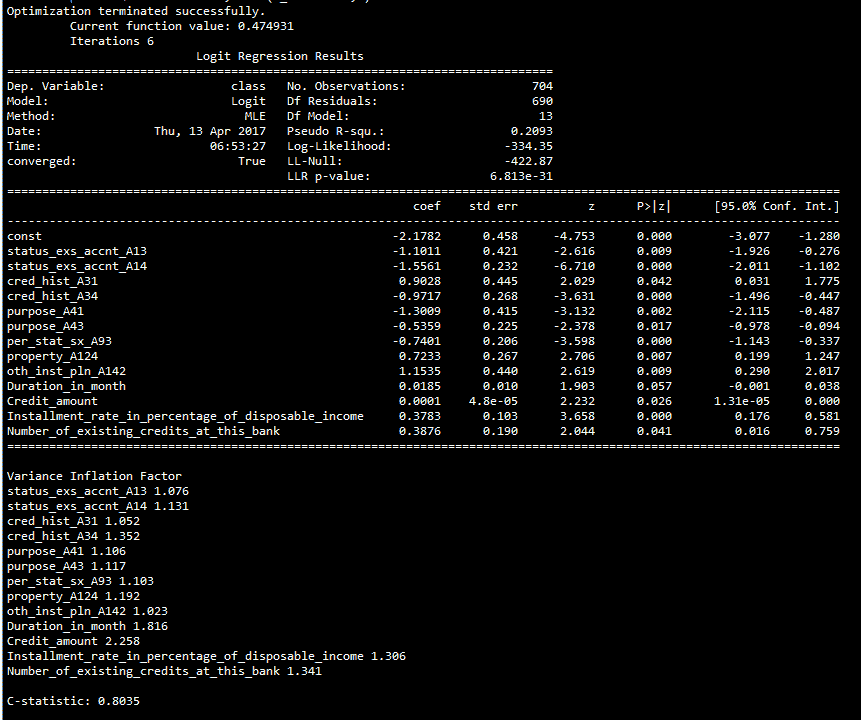 Optimization terminated successfully.
         Current function value: 0.474931
         Iterations 6
                           Logit Regression Results
==============================================================================
Dep. Variable:                  class   No. Observations:                  704
Model:                          Logit   Df Residuals:                      690
Method:                           MLE   Df Model:                           13
Date:                Thu, 13 Apr 2017   Pseudo R-squ.:                  0.2093
Time:                        06:53:27   Log-Likelihood:                -334.35
converged:                       True   LL-Null:                       -422.87
                                        LLR p-value:                 6.813e-31
=======================================================================================================================
                                                          coef    std err          z      P>|z|      [95.0% Conf. Int.]
-----------------------------------------------------------------------------------------------------------------------
const                                                  -2.1782      0.458     -4.753      0.000        -3.077    -1.280
status_exs_accnt_A13                                   -1.1011      0.421     -2.616      0.009        -1.926    -0.276
status_exs_accnt_A14                                   -1.5561      0.232     -6.710      0.000        -2.011    -1.102
cred_hist_A31                                           0.9028      0.445      2.029      0.042         0.031     1.775
cred_hist_A34                                          -0.9717      0.268     -3.631      0.000        -1.496    -0.447
purpose_A41                                            -1.3009      0.415     -3.132      0.002        -2.115    -0.487
purpose_A43                                            -0.5359      0.225     -2.378      0.017        -0.978    -0.094
per_stat_sx_A93                                        -0.7401      0.206     -3.598      0.000        -1.143    -0.337
property_A124                                           0.7233      0.267      2.706      0.007         0.199     1.247
oth_inst_pln_A142                                       1.1535      0.440      2.619      0.009         0.290     2.017
Duration_in_month                                       0.0185      0.010      1.903      0.057        -0.001     0.038
Credit_amount                                           0.0001    4.8e-05      2.232      0.026      1.31e-05     0.000
Installment_rate_in_percentage_of_disposable_income     0.3783      0.103      3.658      0.000         0.176     0.581
Number_of_existing_credits_at_this_bank                 0.3876      0.190      2.044      0.041         0.016     0.759
=======================================================================================================================
Variance Inflation Factor
status_exs_accnt_A13 1.076
status_exs_accnt_A14 1.131
cred_hist_A31 1.052
cred_hist_A34 1.352
purpose_A41 1.106
purpose_A43 1.117
per_stat_sx_A93 1.103
property_A124 1.192
oth_inst_pln_A142 1.023
Duration_in_month 1.816
Credit_amount 2.258
Installment_rate_in_percentage_of_disposable_income 1.306
Number_of_existing_credits_at_this_bank 1.341
C-statistic: 0.8035